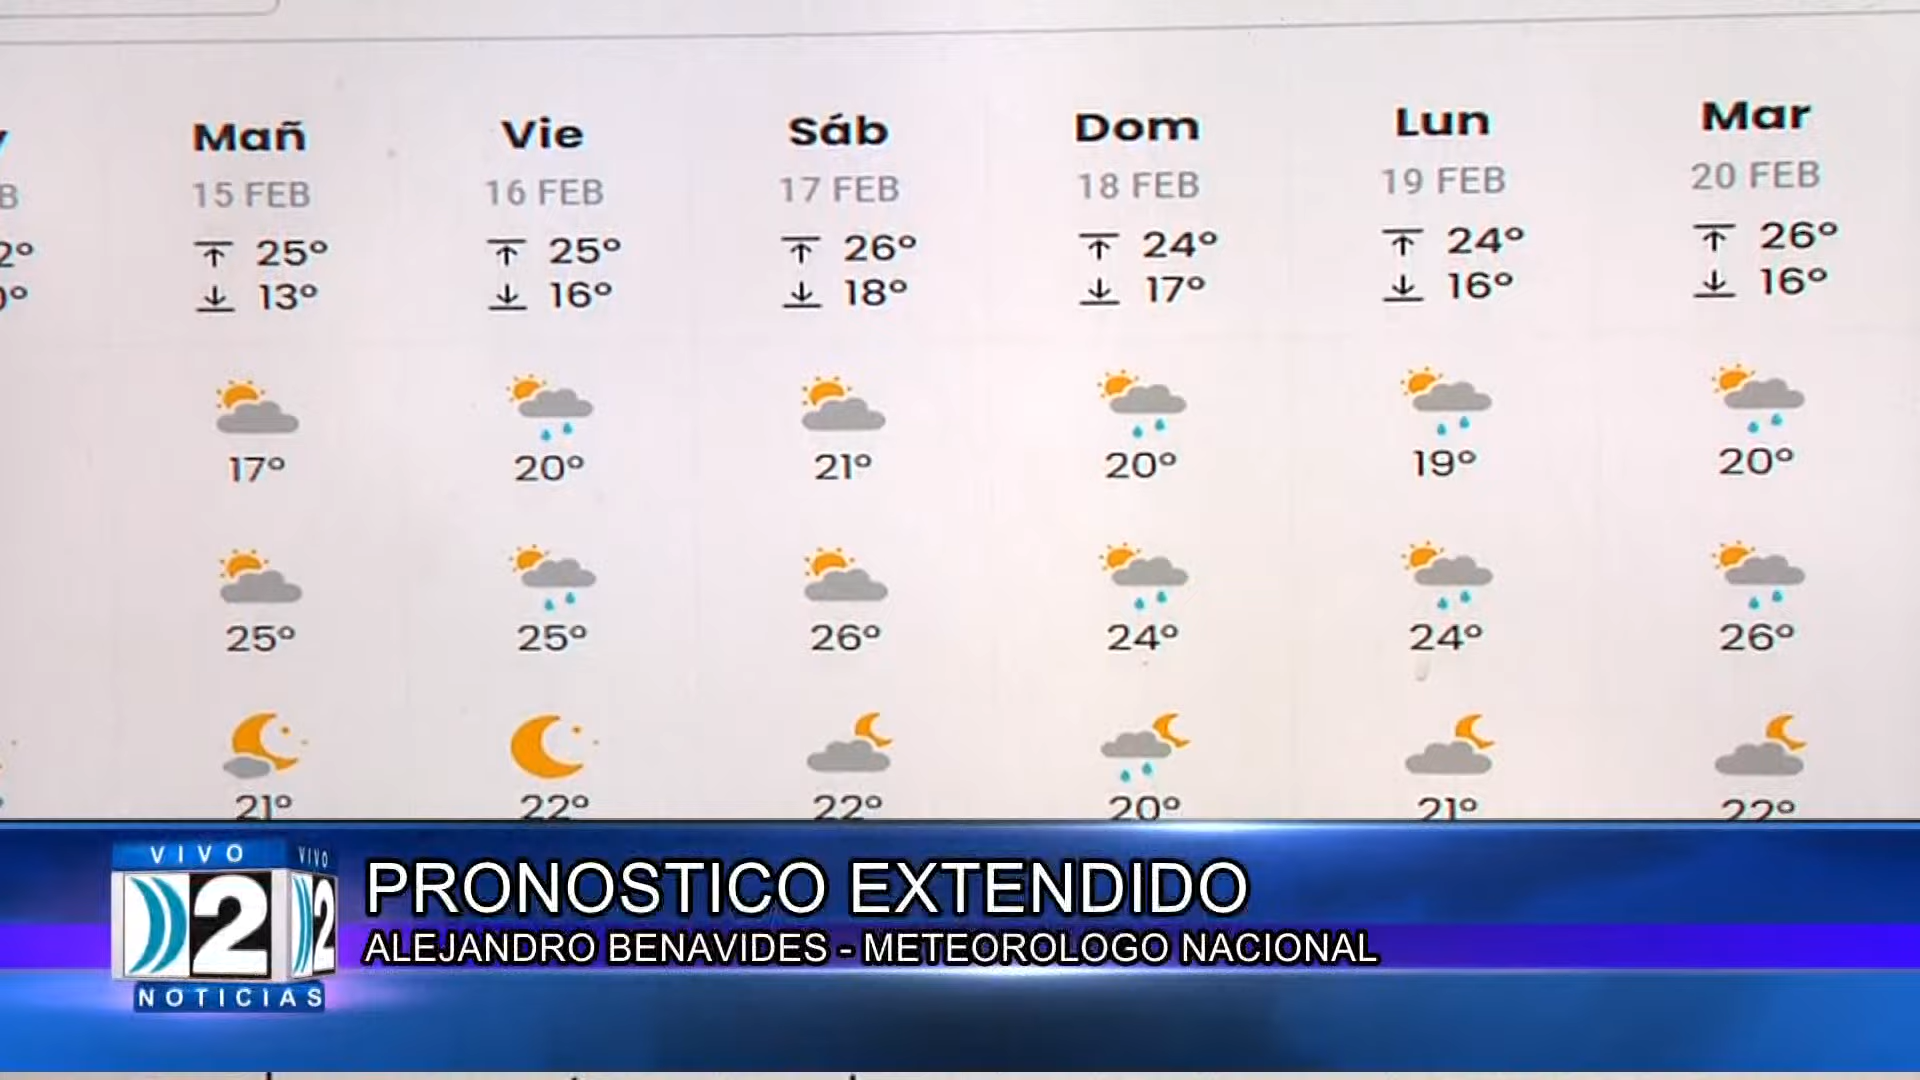 Mañ Vie Sáb Dom Lun Mar
15 FEB 16 FEB 17 FEB 18 FEB 19 FEB 20 FEB
25° 25° 26° 24° 24° 26°
13° 16° 18° 17° 16° 16°
17° 20° 21° 20° 19° 20°
25° 25° 26° 24° 24° 26°
21° 22° 22° 20° 21° 22°
VIVO VIVO
2 2
NOTICIAS
PRONOSTICO EXTENDIDO
ALEJANDRO BENAVIDES - METEOROLOGO NACIONAL